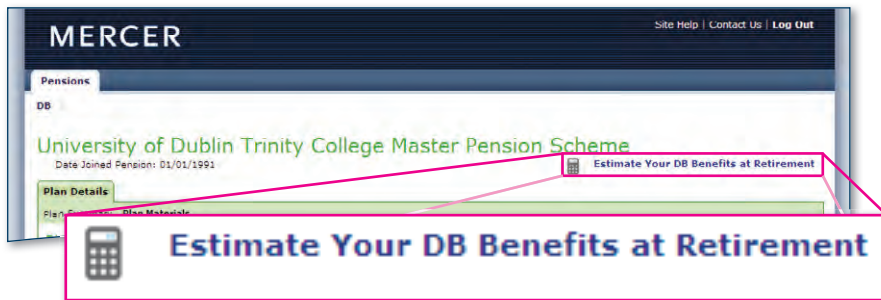 MERCER
Site Help | Contact Us | Log Out
Pensions
DB
University of Dublin Trinity College Master Pension Scheme
Date Joined Pension: 01/01/1991
Estimate Your DB Benefits at Retirement
Plan Details
Plan Summary Plan Materials
Estimate Your DB Benefits at Retirement